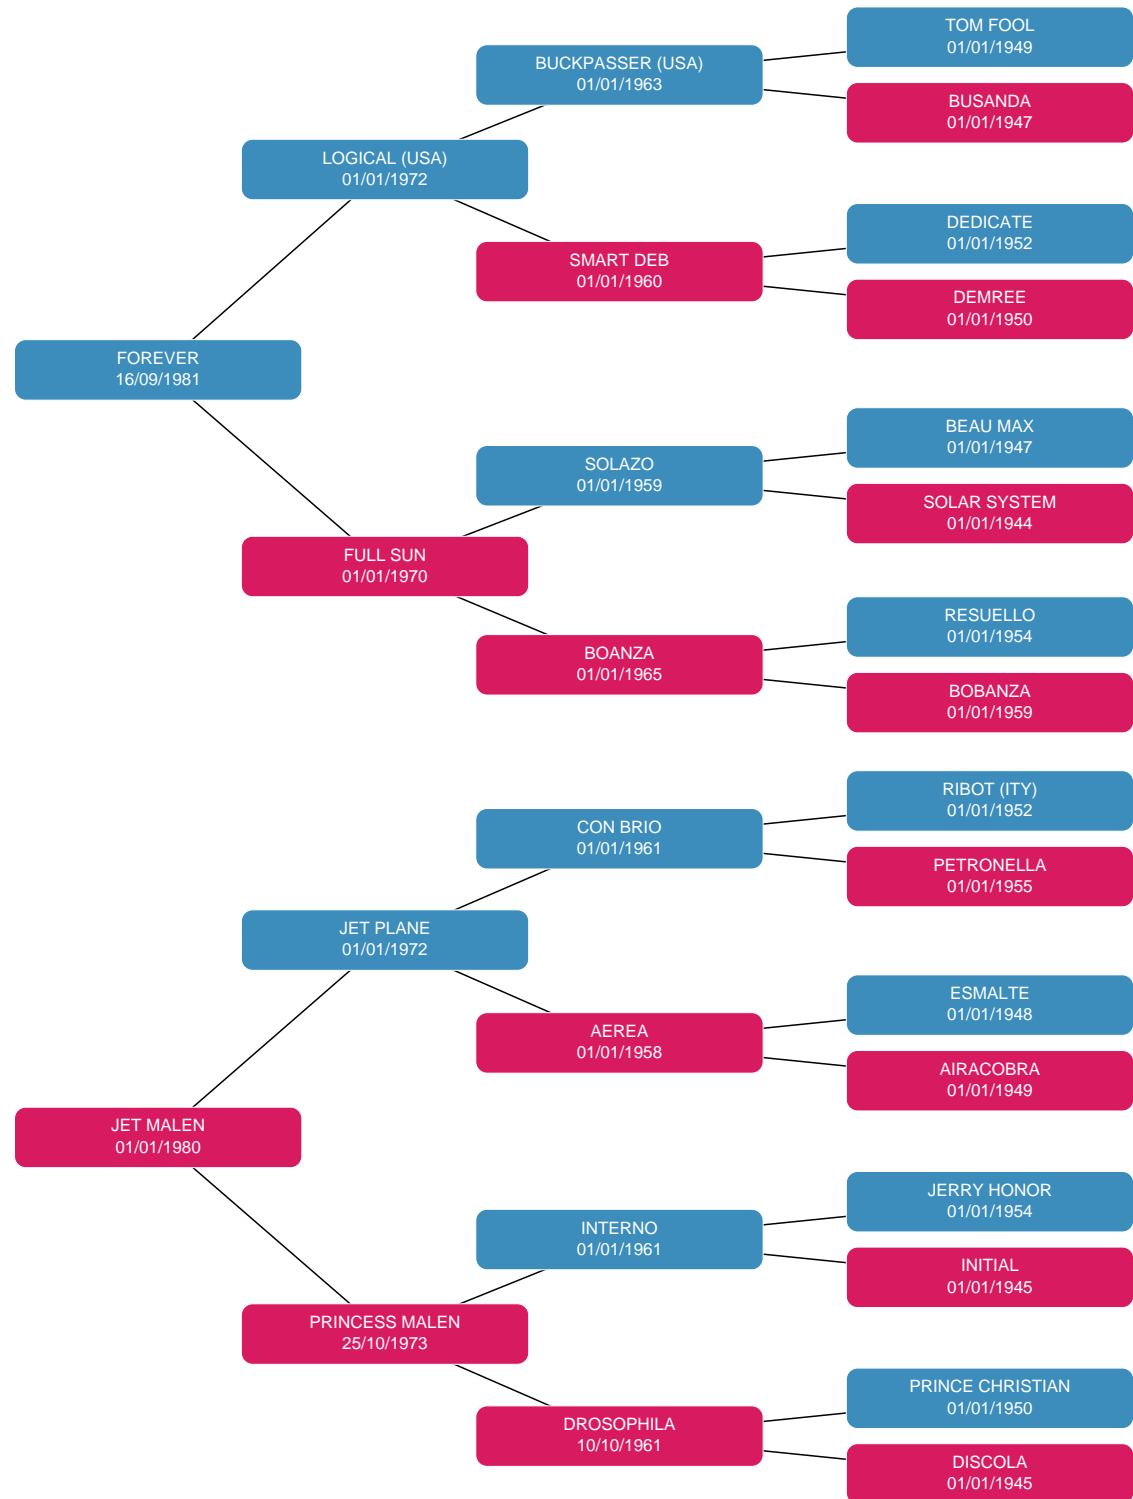 TOM FOOL
01/01/1949
BUCKPASSER (USA)
01/01/1963
BUSANDA
01/01/1947
LOGICAL (USA)
01/01/1972
DEDICATE
01/01/1952
SMART DEB
01/01/1960
DEMREE
01/01/1950
FOREVER
16/09/1981
BEAU MAX
01/01/1947
SOLAZO
01/01/1959
SOLAR SYSTEM
01/01/1944
FULL SUN
01/01/1970
RESUELLO
01/01/1954
BOANZA
01/01/1965
BOBANZA
01/01/1959
RIBOT (ITY)
01/01/1952
CON BRIO
01/01/1961
PETRONELLA
01/01/1955
JET PLANE
01/01/1972
ESMALTE
01/01/1948
AEREA
01/01/1958
AIRACOBRA
01/01/1949
JET MALEN
01/01/1980
JERRY HONOR
01/01/1954
INTERNO
01/01/1961
INITIAL
01/01/1945
PRINCESS MALEN
25/10/1973
PRINCE CHRISTIAN
01/01/1950
DROSOPHILA
10/10/1961
DISCOLA
01/01/1945